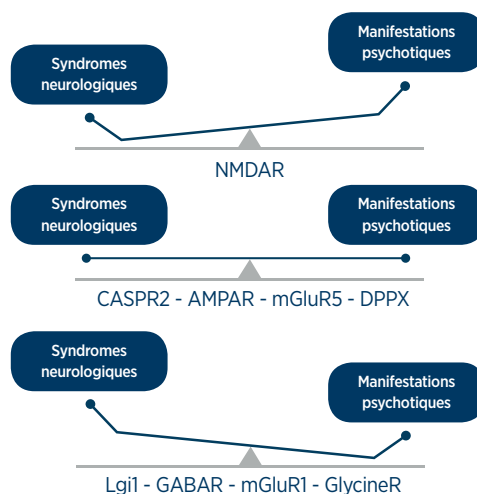 Manifestations
psychotiques
Syndromes
neurologiques
NMDAR
Syndromes
neurologiques
Manifestations
psychotiques
CASPR2 - AMPAR - mGluR5 - DPPX
Syndromes
neurologiques
Manifestations
psychotiques
Lgi1 - GABAR - mGluR1 - GlycineR